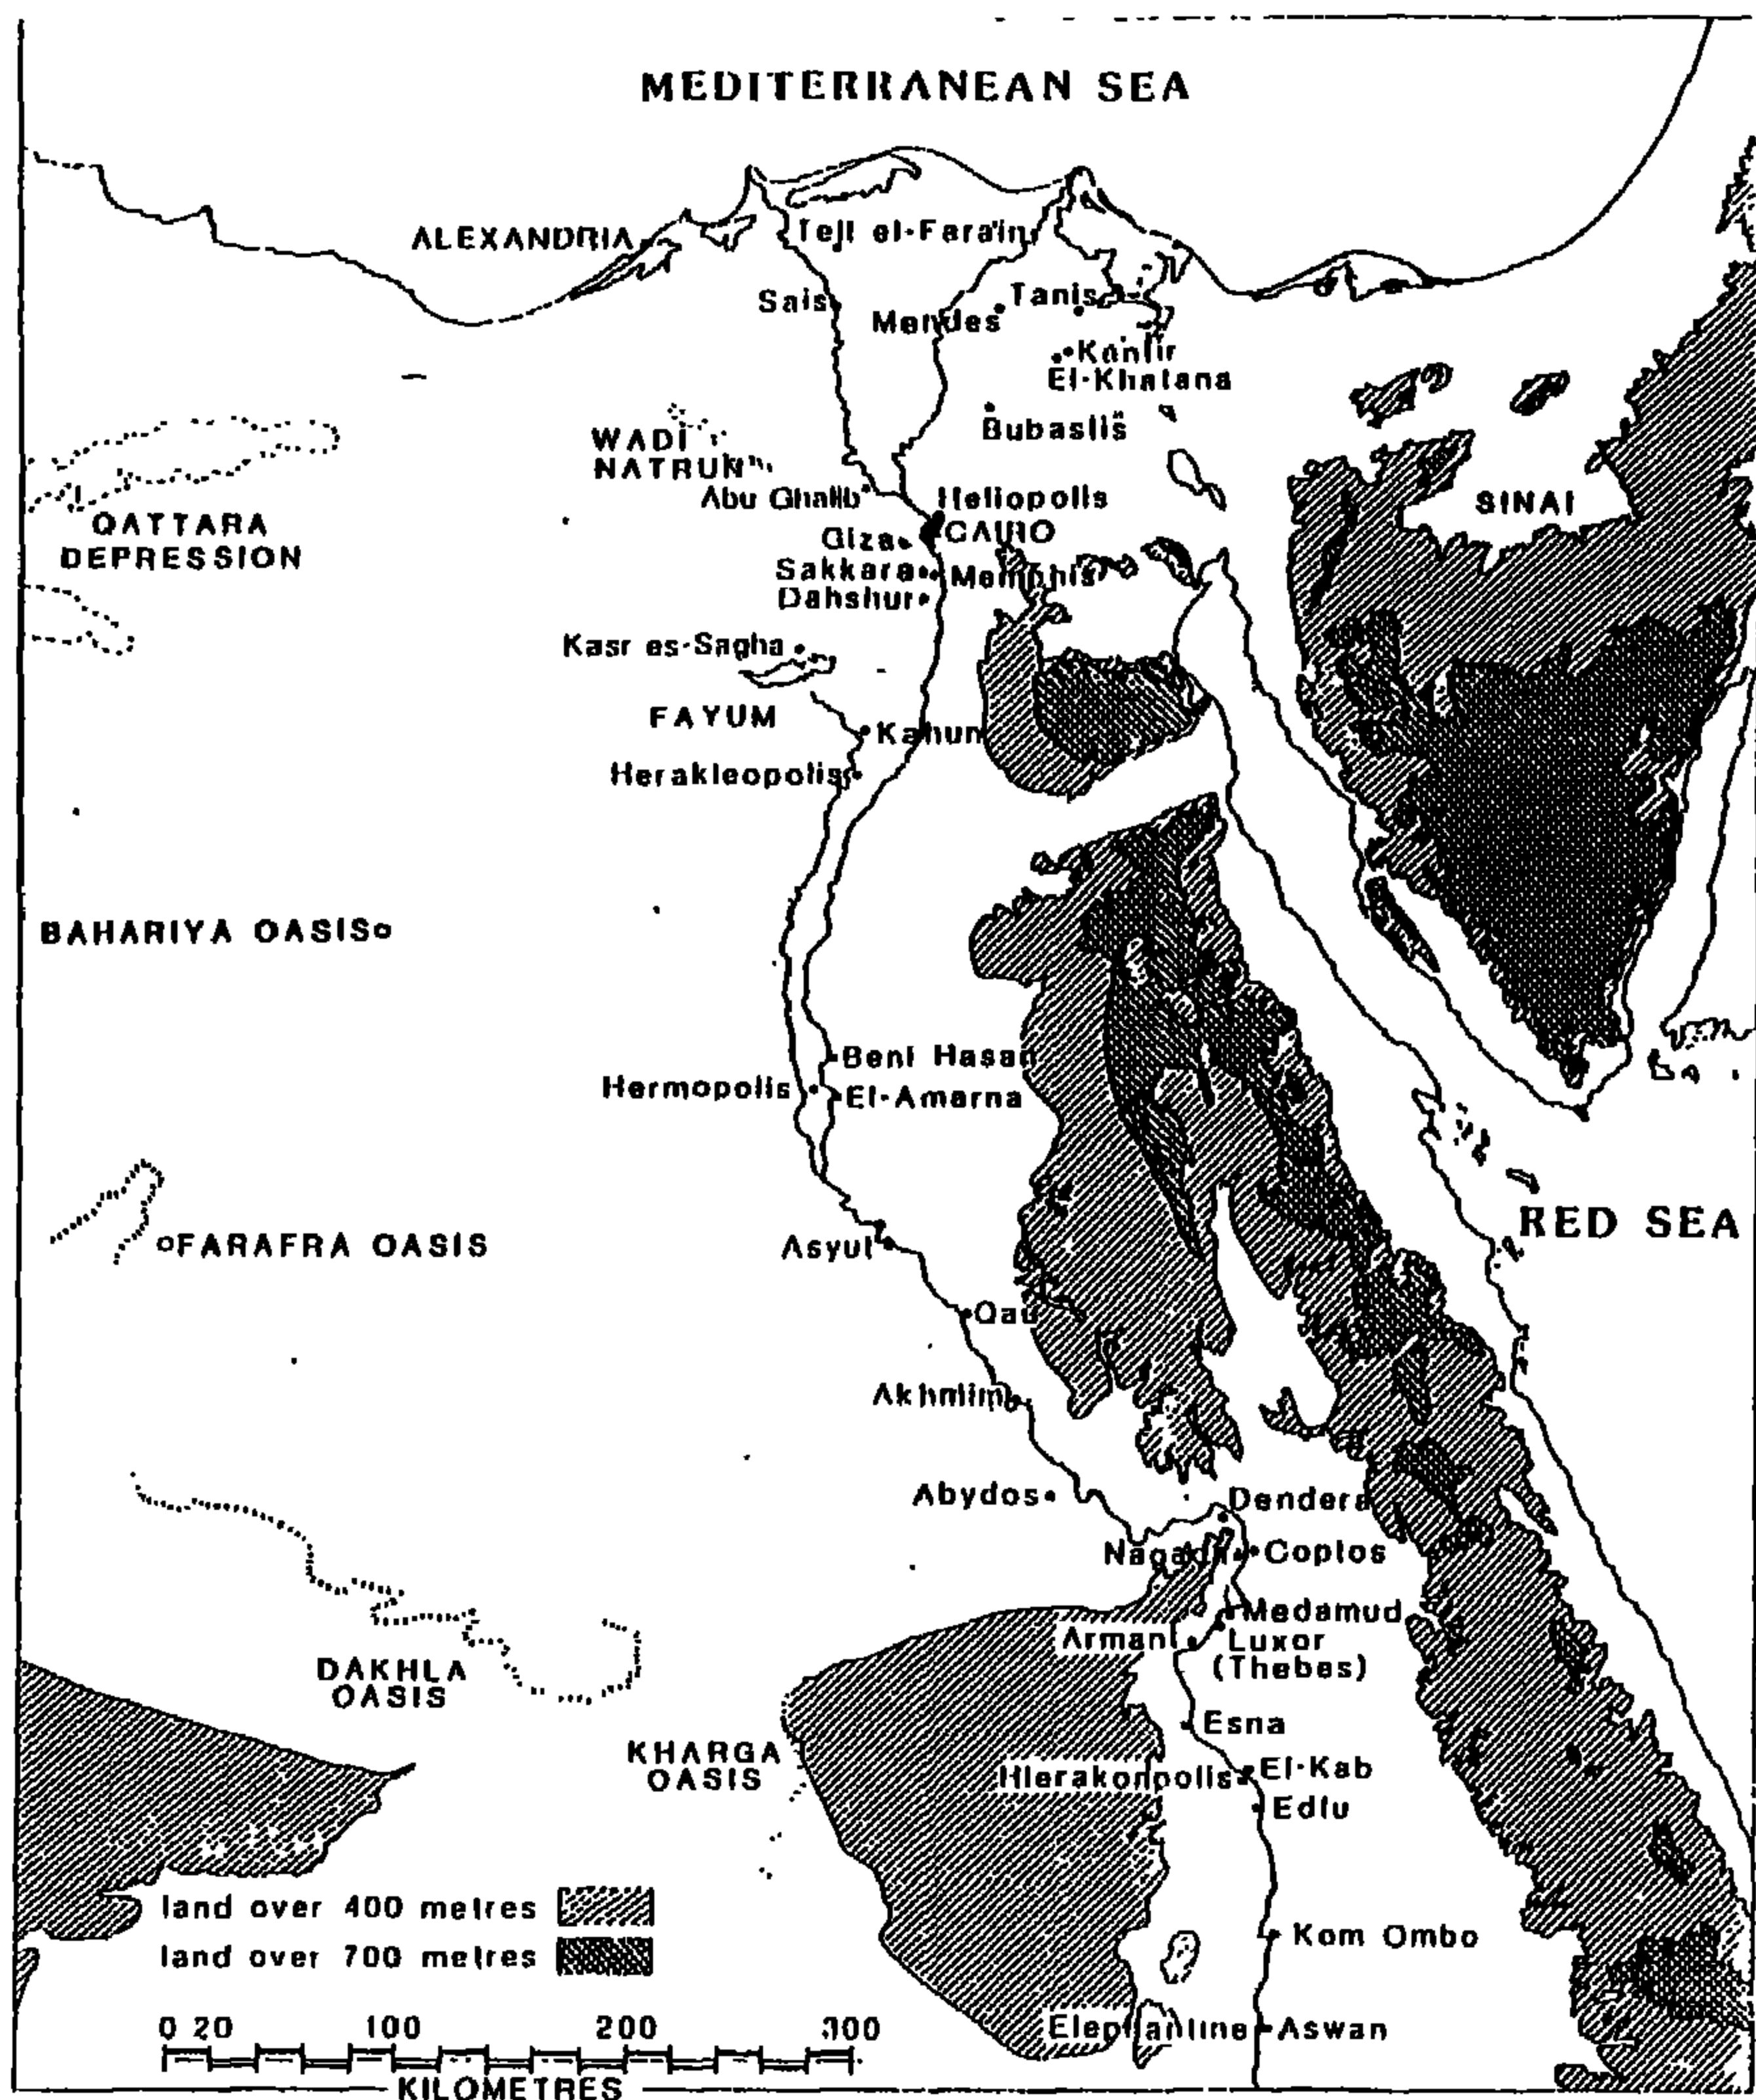 MEDITERRANEAN SEA
ALEXANDRIA
Tell el-Fara'in
Sais
Mendes
Tanis
Kantir
El-Khatana
Bubastis
WADI
NATRUN
Abu Ghalib
Heliopolis
CAIRO
QATTARA
DEPRESSION
SINAI
Giza
Sakkara
Memphis
Dahshur
Kasr es-Sagha
FAYUM
Kahun
Herakleopolis
BAHARIYA OASIS
Beni Hasan
Hermopolis
El-Amarna
RED SEA
FARAFRA OASIS
Asyut
Qau
Akhmim
Abydos
Dendera
Naqada
Coptos
Medamud
Armant
Luxor
(Thebes)
DAKHLA
OASIS
Esna
KHARGA
OASIS
El-Kab
Hierakonpolis
Edfu
land over 400 metres
Kom Ombo
land over 700 metres
Elephantine
Aswan
0 20 100 200 300
KILOMETRES